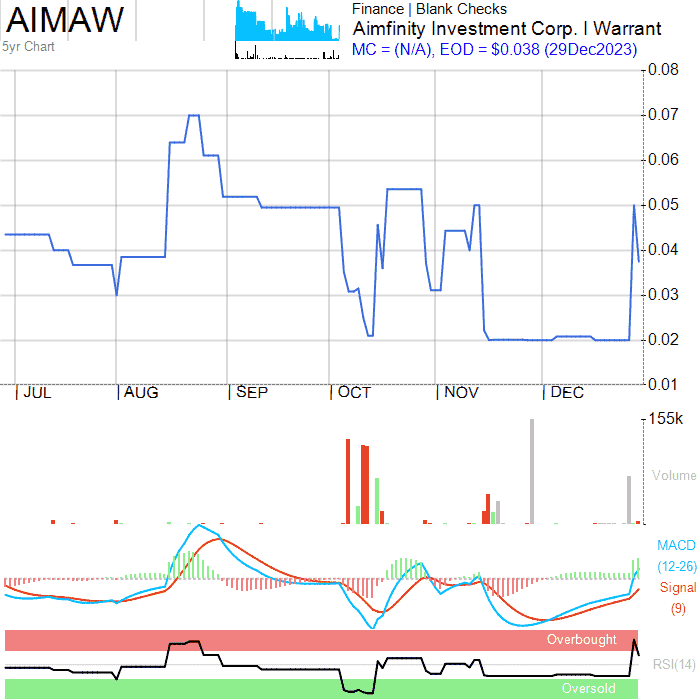 AIMAW
5yr Chart
Finance | Blank Checks
Aimfinity Investment Corp. I Warrant
MC = (N/A), EOD = $0.038 (29Dec2023)
0.08
0.07
0.06
0.05
0.04
0.03
0.02
0.01
JUL AUG SEP OCT NOV DEC
155k
Volume
MACD
(12-26)
Signal
(9)
Overbought
RSI(14)
Oversold